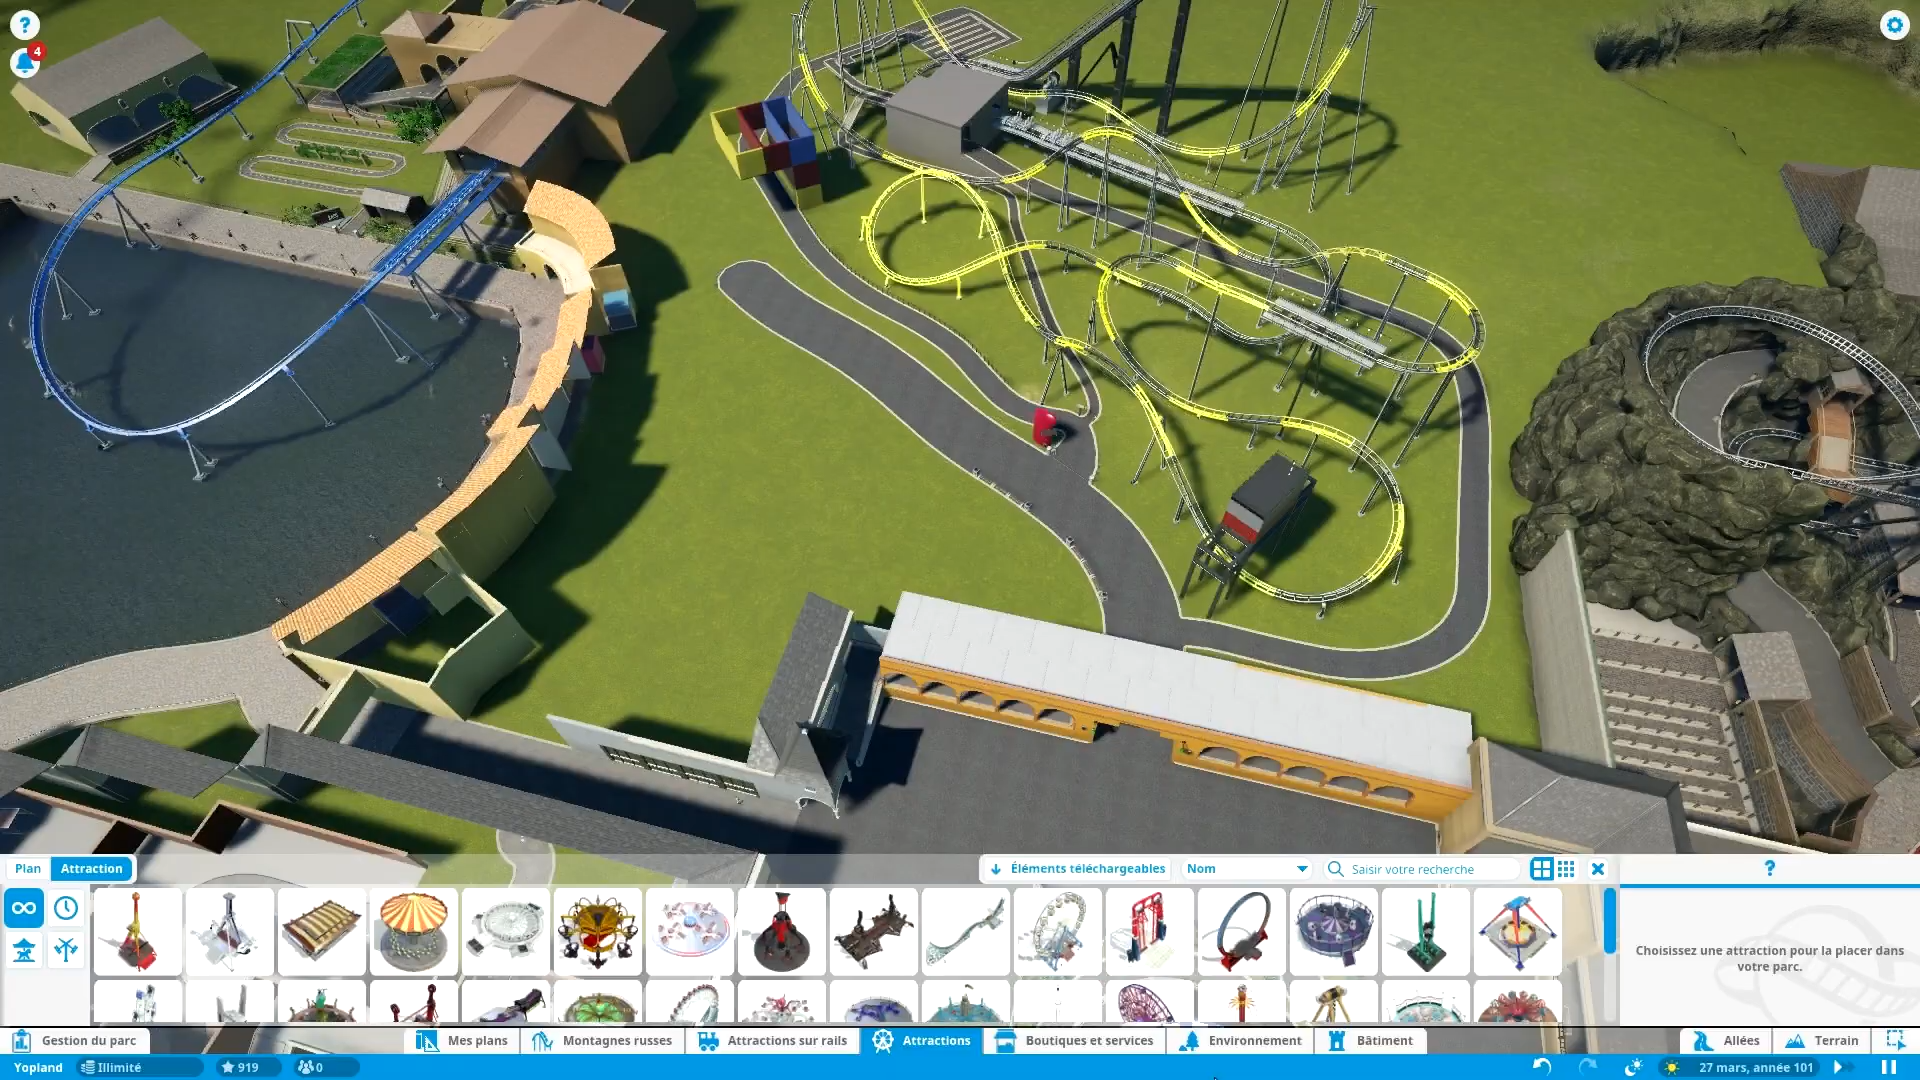 ?
4
Plan
Attraction
Éléments téléchargeables
Nom
Saisir votre recherche
?
Choisissez une attraction pour la placer dans
votre parc.
Gestion du parc
Mes plans
Montagnes russes
Attractions sur rails
Attractions
Boutiques et services
Environnement
Bâtiment
Allées
Terrain
Yopland
Illimité
919
0
27 mars, année 101